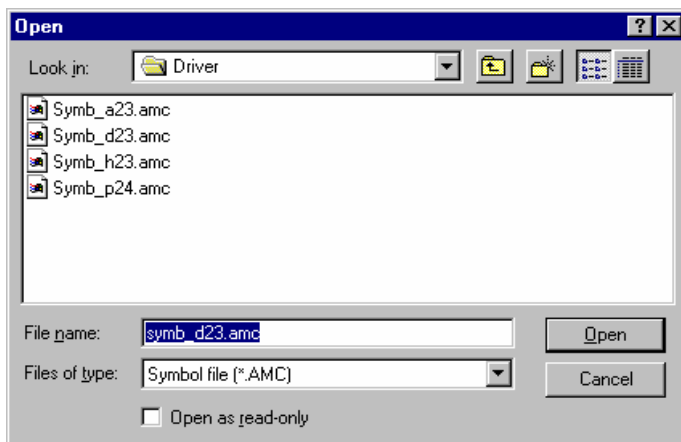 Open
Look in: Driver
Symb_a23.amc
Symb_d23.amc
Symb_h23.amc
Symb_p24.amc
File name: symb_d23.amc Open
Files of type: Symbol file (*.AMC) Cancel
Open as read-only